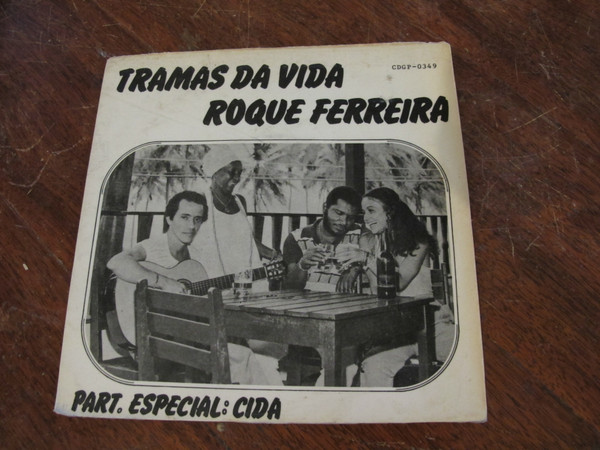 TRAMAS DA VIDA
CDGP-0349
ROQUE FERREIRA
PART. ESPECIAL: CIDA